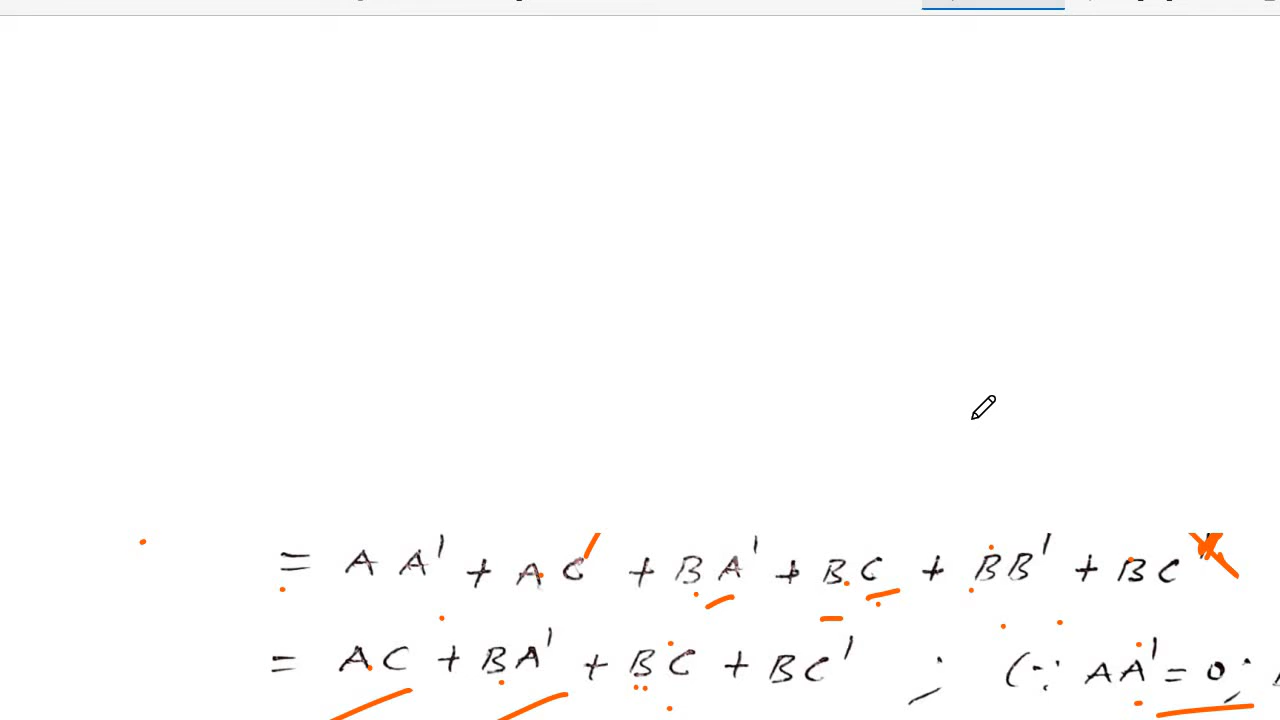 = AA' + AC' + BA' + BC + BB' + BC'
= AC + BA' + BC + BC' ; (∵ AA' = 0;